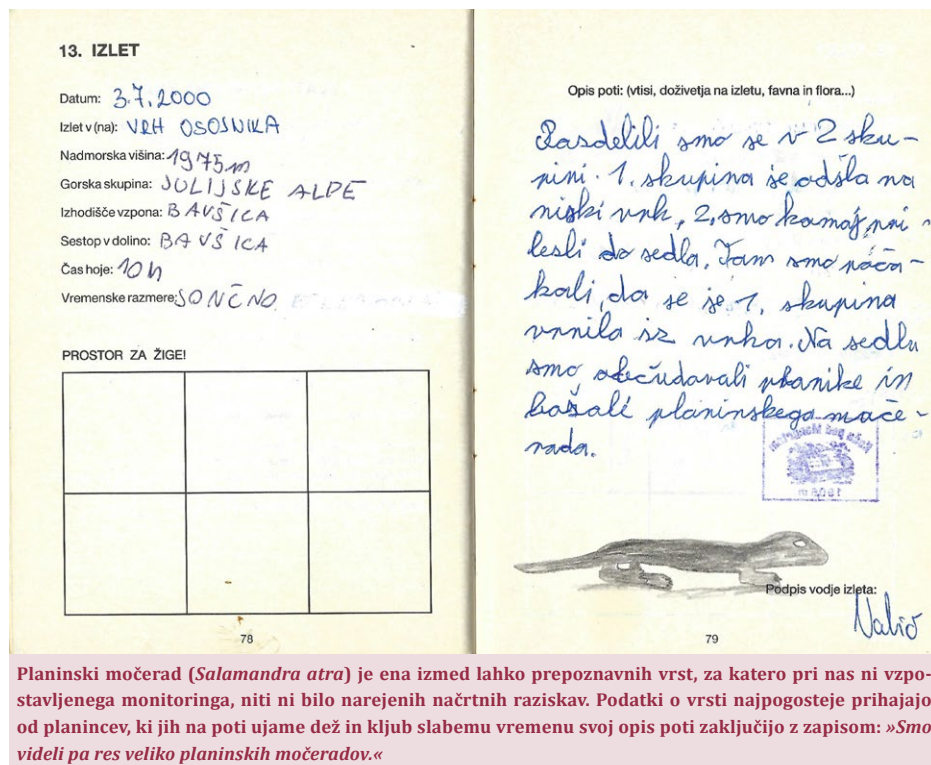 13. IZLET
Datum: 3.7.2000
Izlet v (na): VRH OSOJNIKA
Nadmorska višina: 1975m
Gorska skupina: JULIJSKE ALPE
Izhodišče vzpona: BAVŠICA
Sestop v dolino: BAVŠICA
Čas hoje: 10 h
Vremenske razmere: SONČNO
PROSTOR ZA ŽIGE!
78
Opis poti: (vtisi, doživetja na izletu, favna in flora...)
Razdelili smo se v 2 sku-
pini. 1. skupina je odšla na
niski vrh, 2. smo komaj pri-
lesli do sedla. Tam smo poča-
kali, da se je 1. skupina
vrnila iz vrha. Na sedlu
smo občudovali planike in
božali planinskega moče-
rada.
Podpis vodje izleta:
79
Planinski močerad (Salamandra atra) je ena izmed lahko prepoznavnih vrst, za katero pri nas ni vzpo-
stavljenega monitoringa, niti ni bilo narejenih načrtnih raziskav. Podatki o vrsti najpogosteje prihajajo
od planincev, ki jih na poti ujame dež in kljub slabemu vremenu svoj opis poti zaključijo z zapisom: »Smo
videli pa res veliko planinskih močeradov.«